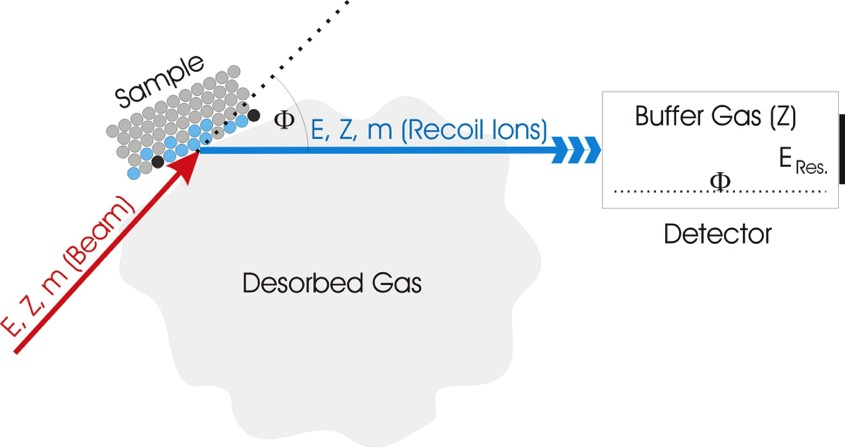 Sample
Φ
E, Z, m (Recoil Ions)
E, Z, m (Beam)
Desorbed Gas
Buffer Gas (Z)
E Res.
Φ
Detector